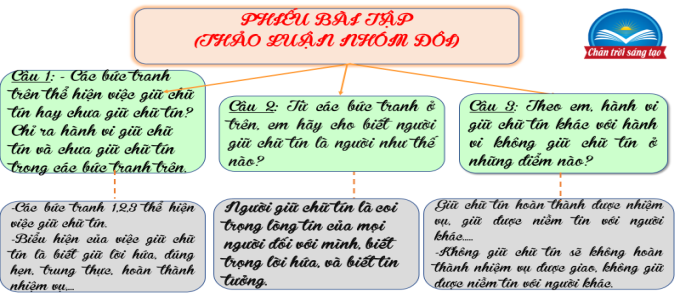 PHIẾU BÀI TẬP
(THẢO LUẬN NHÓM ĐÔI)
Chân trời sáng tạo
Câu 1: - Các bức tranh
trên thể hiện việc giữ chữ
tín hay chưa giữ chữ tín?
Chỉ ra hành vi giữ chữ
tín và chưa giữ chữ tín
trong các bức tranh trên.
Câu 2: Từ các bức tranh ở
trên, em hãy cho biết người
giữ chữ tín là người như thế
nào?
Câu 3: Theo em, hành vi
giữ chữ tín khác với hành
vi không giữ chữ tín ở
những điểm nào?
-Các bức tranh 1,2,3 thể hiện
việc giữ chữ tín.
-Biểu hiện của việc giữ chữ
tín là biết giữ lời hứa, đúng
hẹn, trung thực, hoàn thành
nhiệm vụ,...
Người giữ chữ tín là coi
trọng lòng tin của mọi
người đối với mình, biết
trọng lời hứa, và biết tin
tưởng.
Giữ chữ tín hoàn thành được nhiệm
vụ, giữ được niềm tin với người
khác.....
-Không giữ chữ tín sẽ không hoàn
thành nhiệm vụ được giao, không giữ
được niềm tin với người khác.